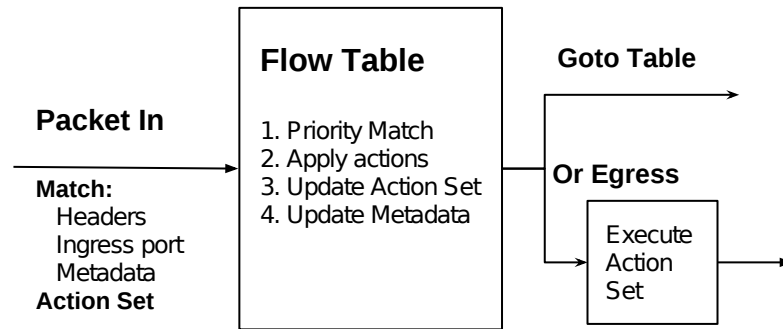 Packet In
Match:
Headers
Ingress port
Metadata
Action Set
Flow Table
1. Priority Match
2. Apply actions
3. Update Action Set
4. Update Metadata
Goto Table
Or Egress
Execute
Action
Set